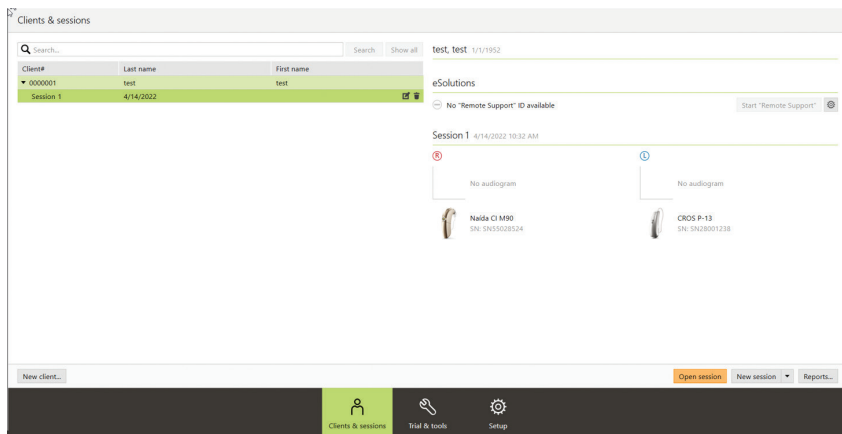 Clients & sessions
Search...
Search
Show all
Client#
Last name
First name
0000001
test
test
Session 1
4/14/2022
test, test 1/1/1952
eSolutions
No "Remote Support" ID available
Start "Remote Support"
Session 1 4/14/2022 10:32 AM
R
L
No audiogram
No audiogram
Naída CI M90
SN: SN55028524
CROS P-13
SN: SN28001238
New client...
Open session
New session
Reports...
Clients & sessions
Trial & tools
Setup